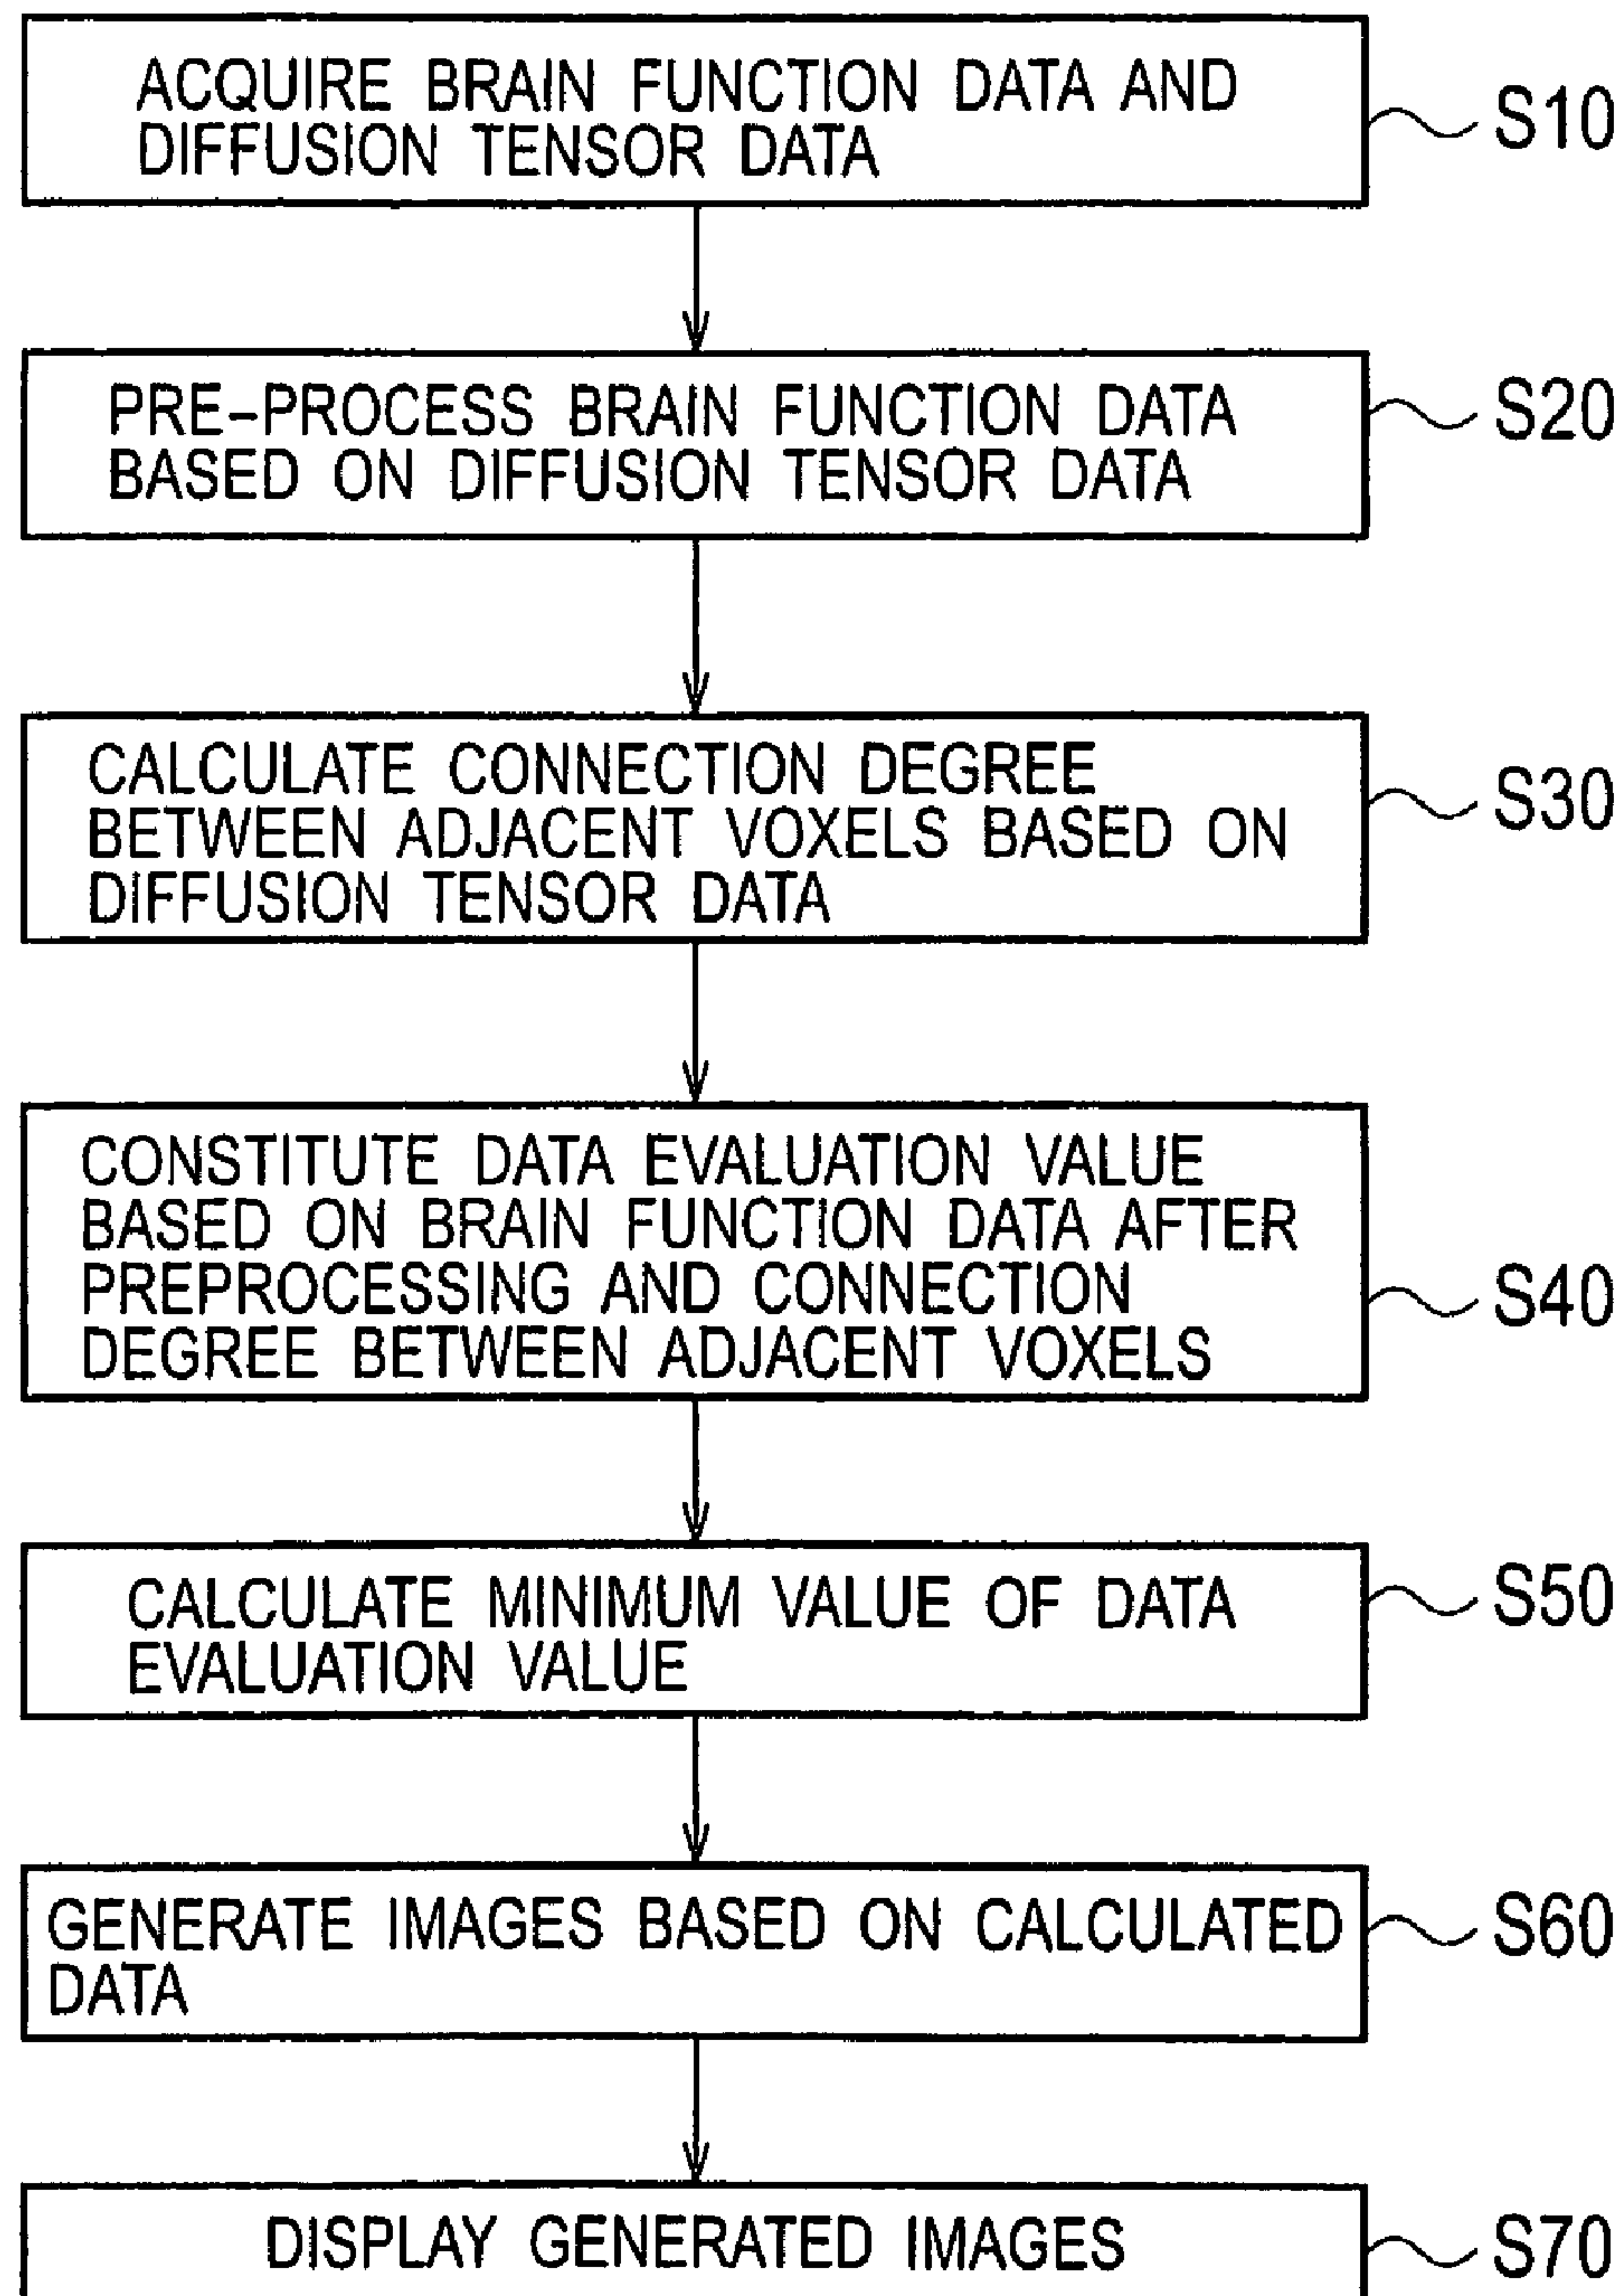 ACQUIRE BRAIN FUNCTION DATA AND
DIFFUSION TENSOR DATA
S10
PRE-PROCESS BRAIN FUNCTION DATA
BASED ON DIFFUSION TENSOR DATA
S20
CALCULATE CONNECTION DEGREE
BETWEEN ADJACENT VOXELS BASED ON
DIFFUSION TENSOR DATA
S30
CONSTITUTE DATA EVALUATION VALUE
BASED ON BRAIN FUNCTION DATA AFTER
PREPROCESSING AND CONNECTION
DEGREE BETWEEN ADJACENT VOXELS
S40
CALCULATE MINIMUM VALUE OF DATA
EVALUATION VALUE
S50
GENERATE IMAGES BASED ON CALCULATED
DATA
S60
DISPLAY GENERATED IMAGES
S70